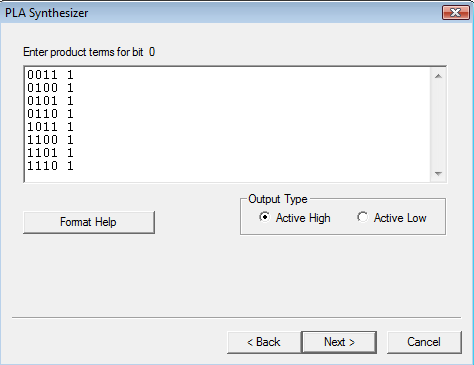 PLA Synthesizer
Enter product terms for bit 0
0011 1
0100 1
0101 1
0110 1
1011 1
1100 1
1101 1
1110 1
Format Help
Output Type
Active High
Active Low
< Back
Next >
Cancel